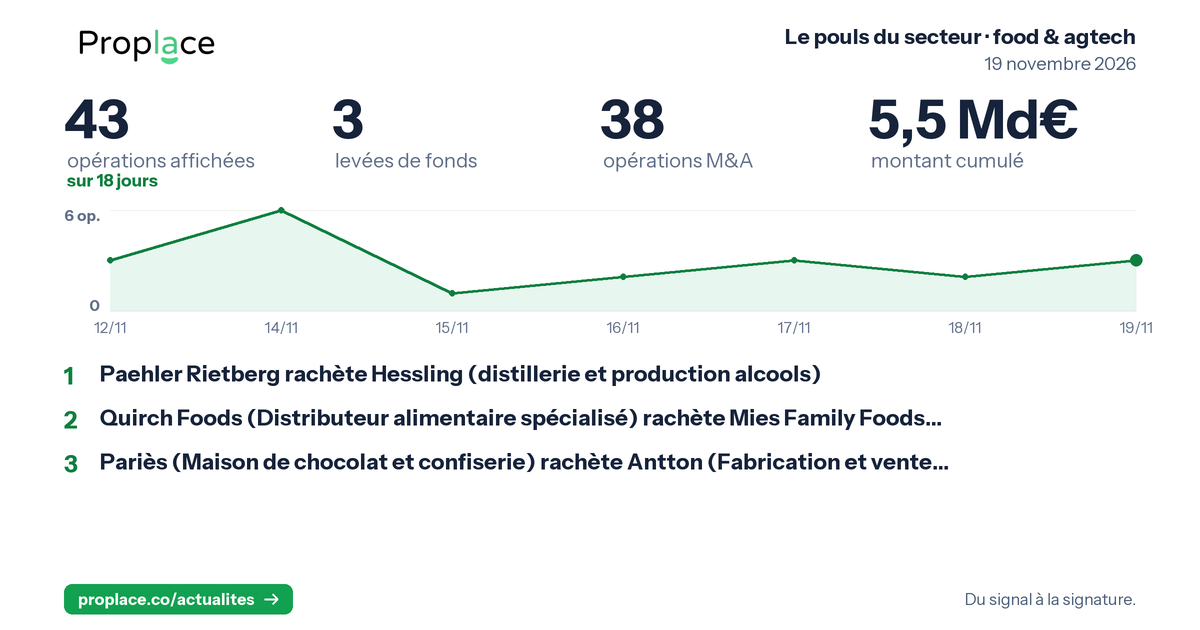 Proplace
Le pouls du secteur · food & agtech
19 novembre 2026
43
opérations affichées
sur 18 jours
3
levées de fonds
38
opérations M&A
5,5 Md€
montant cumulé
6 op.
0
12/11 14/11 15/11 16/11 17/11 18/11 19/11
1 Paehler Rietberg rachète Hessling (distillerie et production alcools)
2 Quirch Foods (Distributeur alimentaire spécialisé) rachète Mies Family Foods...
3 Pariès (Maison de chocolat et confiserie) rachète Antton (Fabrication et vente...
proplace.co/actualites →
Du signal à la signature.